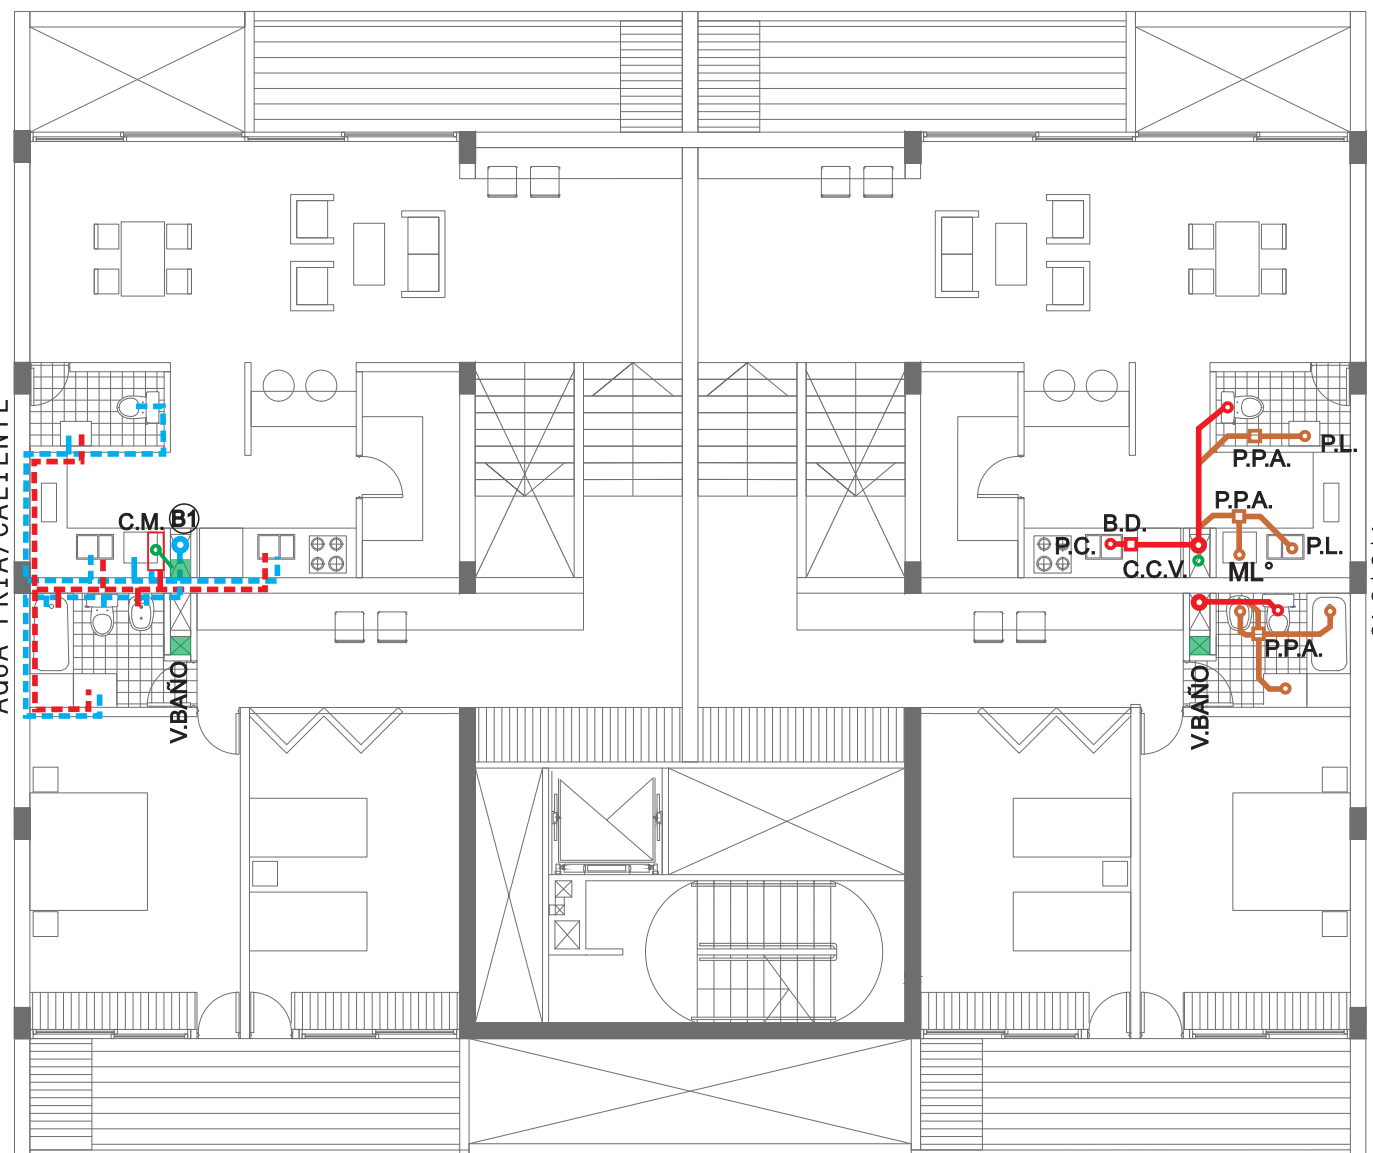 AGUA FRIA/CALIENTE
C.M.
B1
V.BAÑO
P.L.
P.P.A.
P.P.A.
B.D.
P.C.
P.L.
C.C.V.
ML°
P.P.A.
V.BAÑO